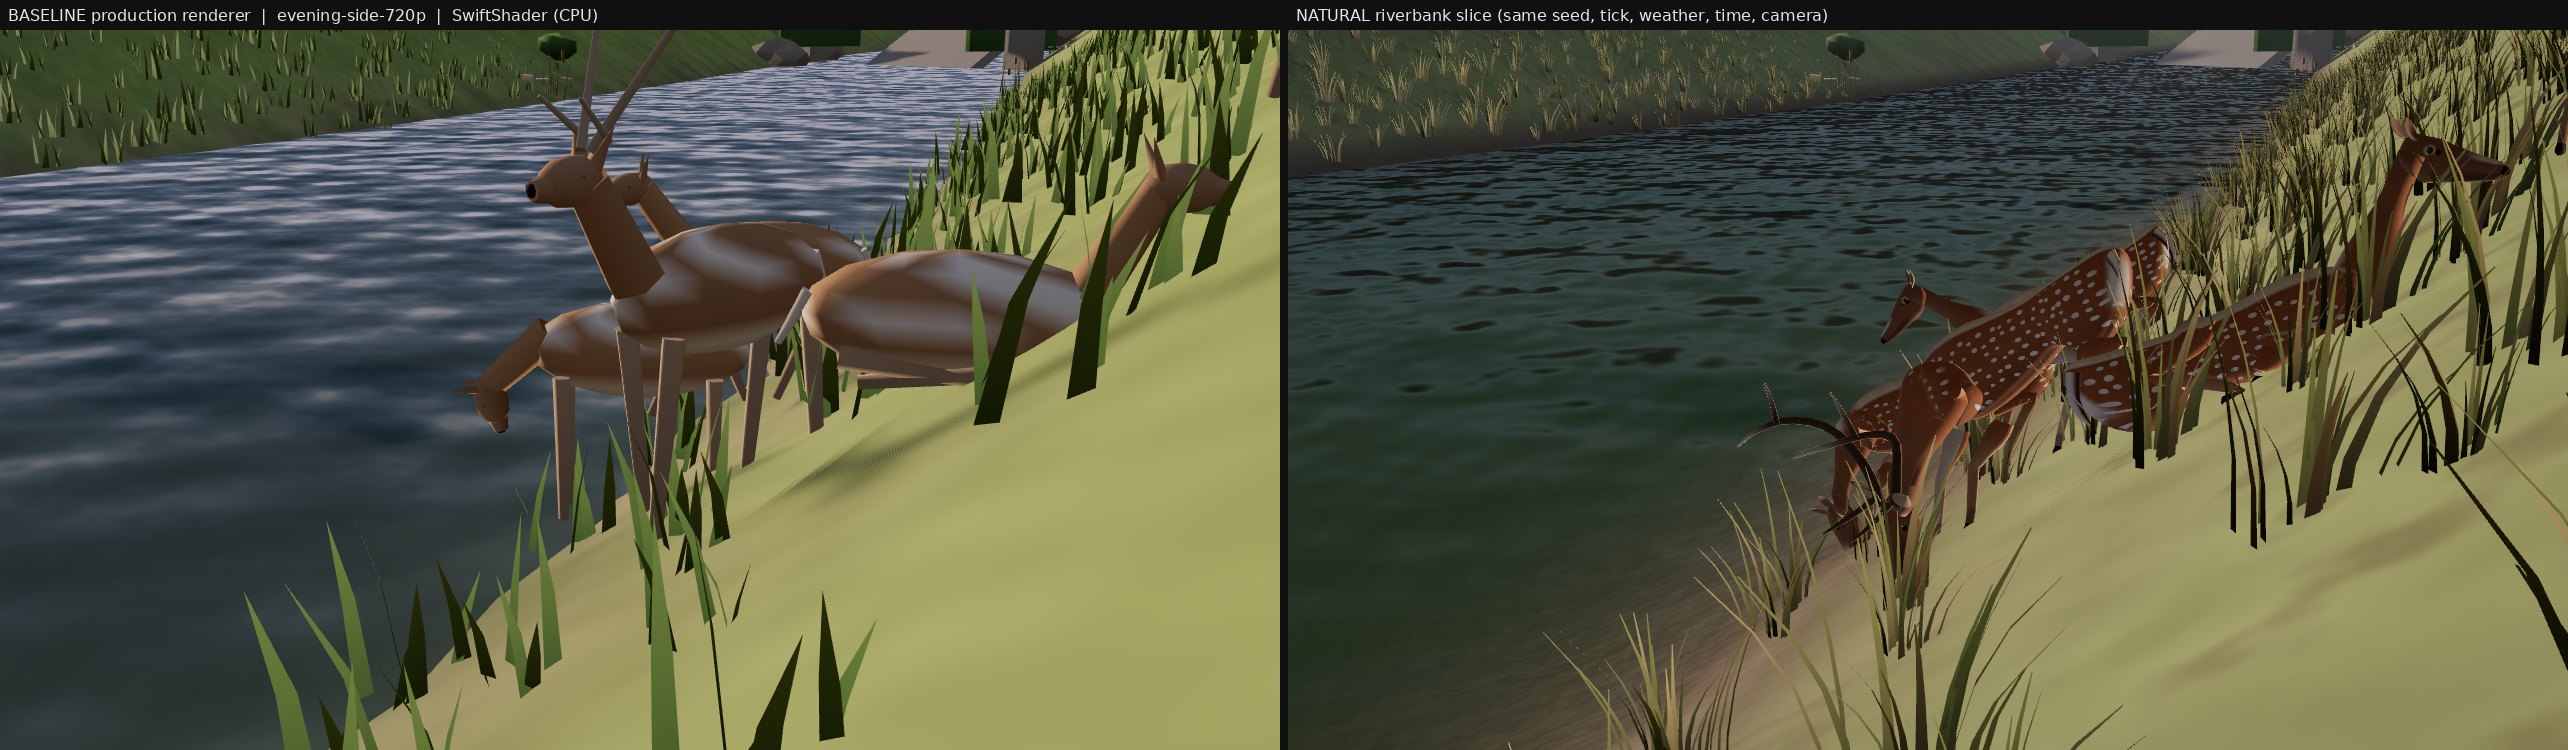 BASELINE production renderer | evening-side-720p | SwiftShader (CPU)
NATURAL riverbank slice (same seed, tick, weather, time, camera)